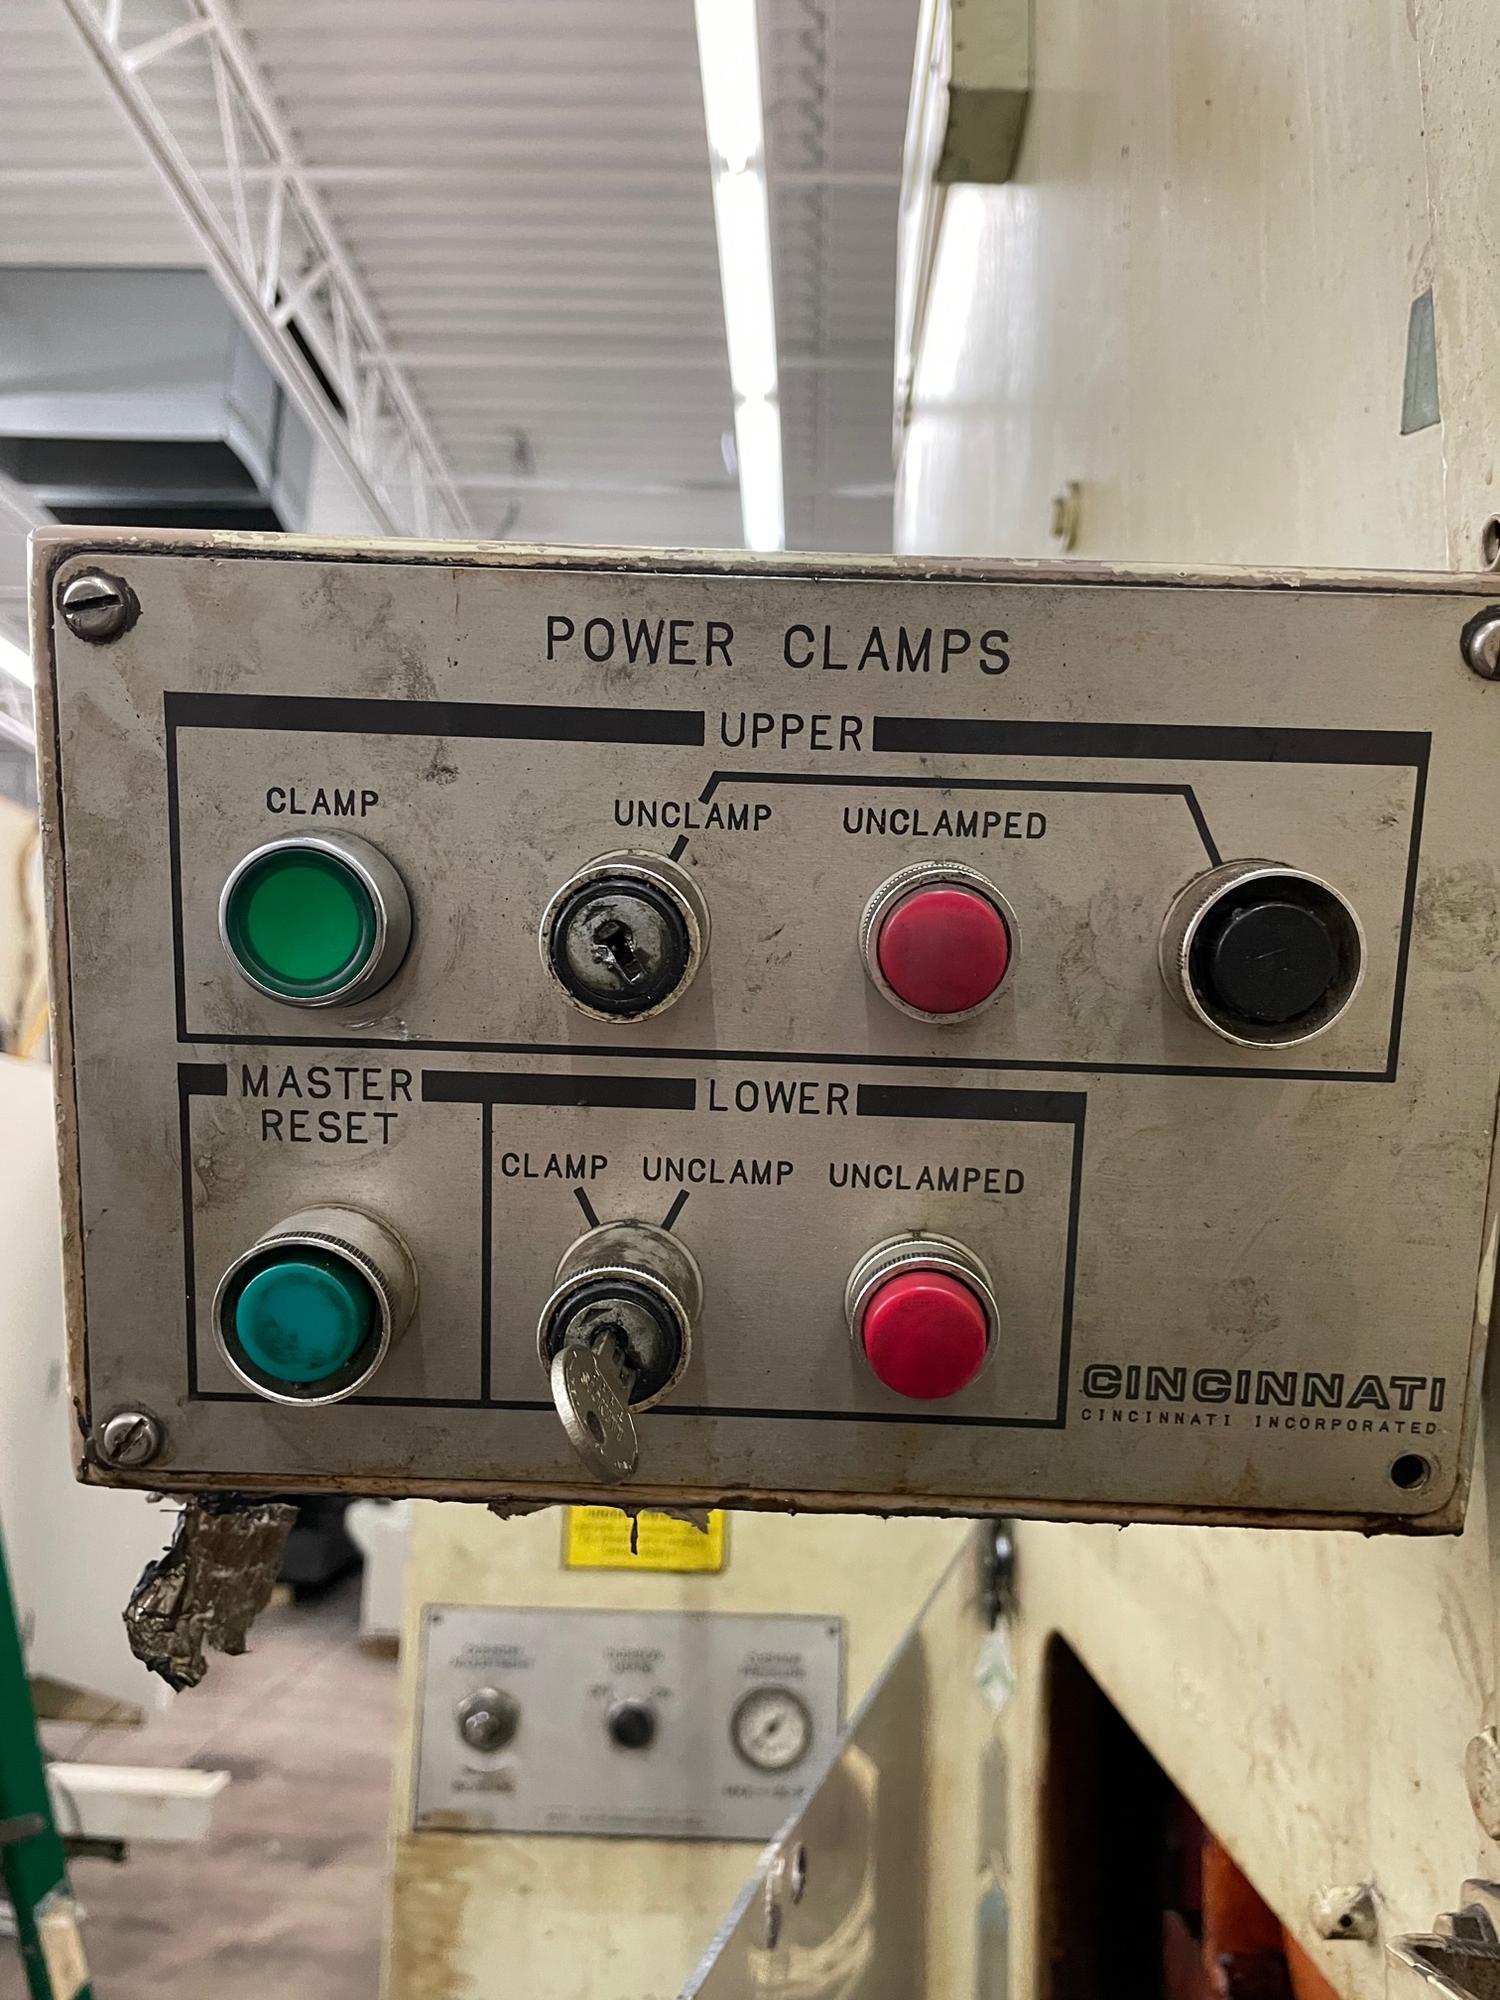 POWER CLAMPS
UPPER
CLAMP
UNCLAMP
UNCLAMPED
MASTER
RESET
LOWER
CLAMP
UNCLAMP
UNCLAMPED
CINCINNATI
CINCINNATI INCORPORATED